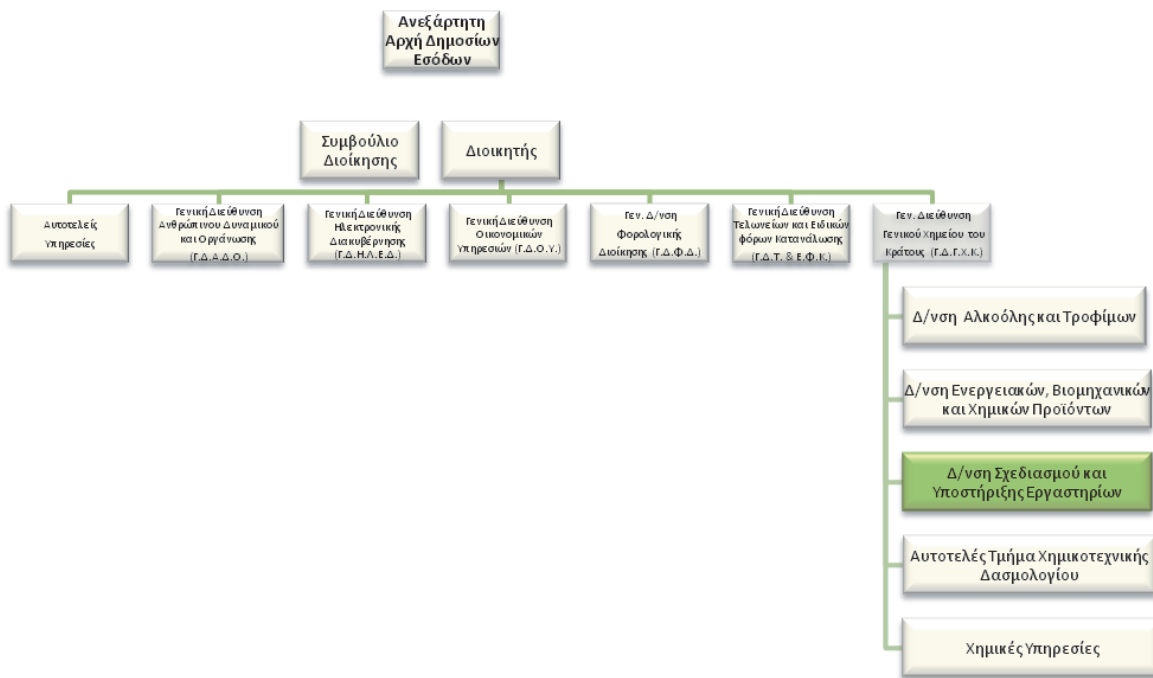 Ανεξάρτητη
Αρχή Δημοσίων
Εσόδων
Συμβούλιο
Διοίκησης
Διοικητής
Αυτοτελείς
Υπηρεσίες
Γενική Διεύθυνση
Ανθρώπινου Δυναμικού
και Οργάνωσης
(Γ.Δ.Α.Δ.Ο.)
Γενική Διεύθυνση
Ηλεκτρονικής
Διακυβέρνησης
(Γ.Δ.Η.Λ.Ε.Δ.)
Γενική Διεύθυνση
Οικονομικών
Υπηρεσιών (Γ.Δ.Ο.Υ.)
Γεν. Δ/νση
Φορολογικής
Διοίκησης (Γ.Δ.Φ.Δ.)
Γενική Διεύθυνση
Τελωνείων και Ειδικών
φόρων Κατανάλωσης
(Γ.Δ.Τ. & Ε.Φ.Κ.)
Γεν. Διεύθυνση
Γενικού Χημείου του
Κράτους (Γ.Δ.Γ.Χ.Κ.)
Δ/νση Αλκοόλης και Τροφίμων
Δ/νση Ενεργειακών, Βιομηχανικών
και Χημικών Προϊόντων
Δ/νση Σχεδιασμού και
Υποστήριξης Εργαστηρίων
Αυτοτελές Τμήμα Χημικοτεχνικής
Δασμολογίου
Χημικές Υπηρεσίες